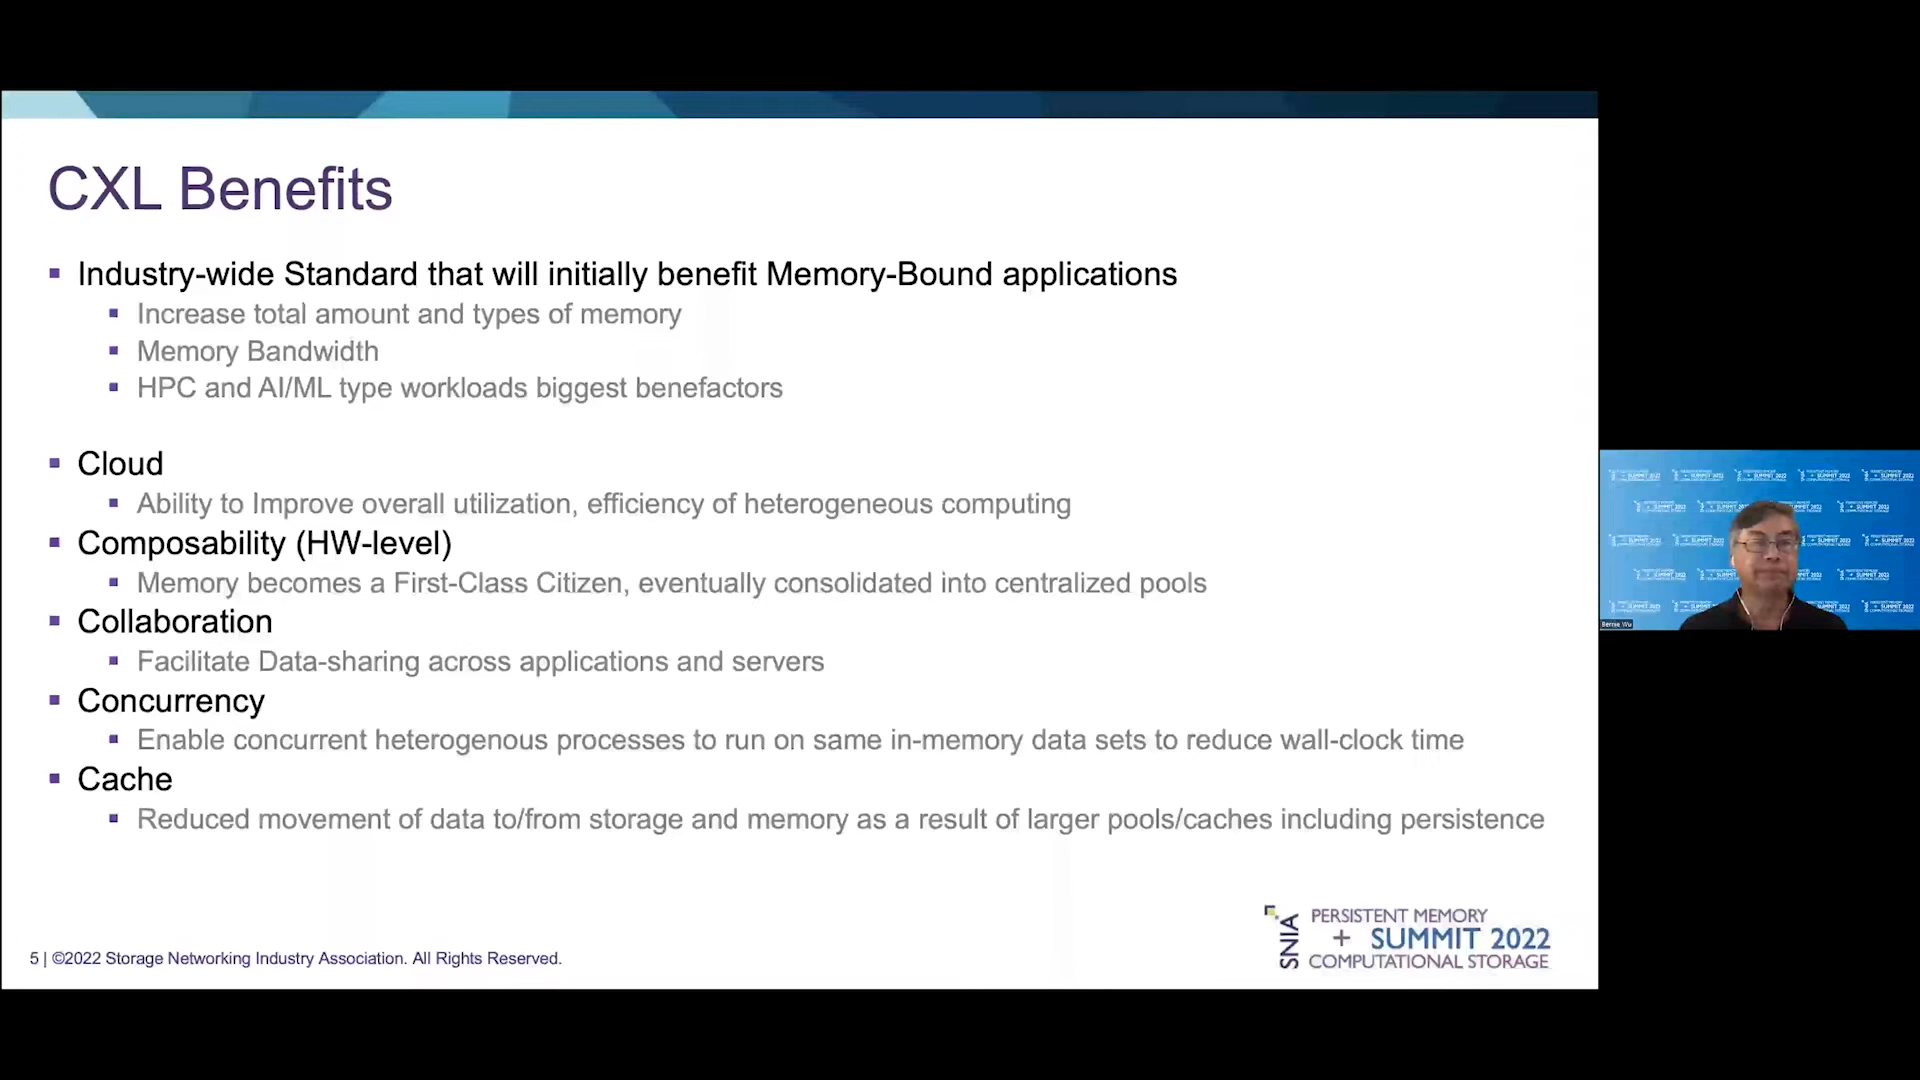 CXL Benefits
Industry-wide Standard that will initially benefit Memory-Bound applications
Increase total amount and types of memory
Memory Bandwidth
HPC and AI/ML type workloads biggest benefactors
Cloud
Ability to Improve overall utilization, efficiency of heterogeneous computing
Composability (HW-level)
Memory becomes a First-Class Citizen, eventually consolidated into centralized pools
Collaboration
Facilitate Data-sharing across applications and servers
Concurrency
Enable concurrent heterogenous processes to run on same in-memory data sets to reduce wall-clock time
Cache
Reduced movement of data to/from storage and memory as a result of larger pools/caches including persistence
5 | ©2022 Storage Networking Industry Association. All Rights Reserved.
SNIA
PERSISTENT MEMORY
+ SUMMIT 2022
COMPUTATIONAL STORAGE
Bernie Wu